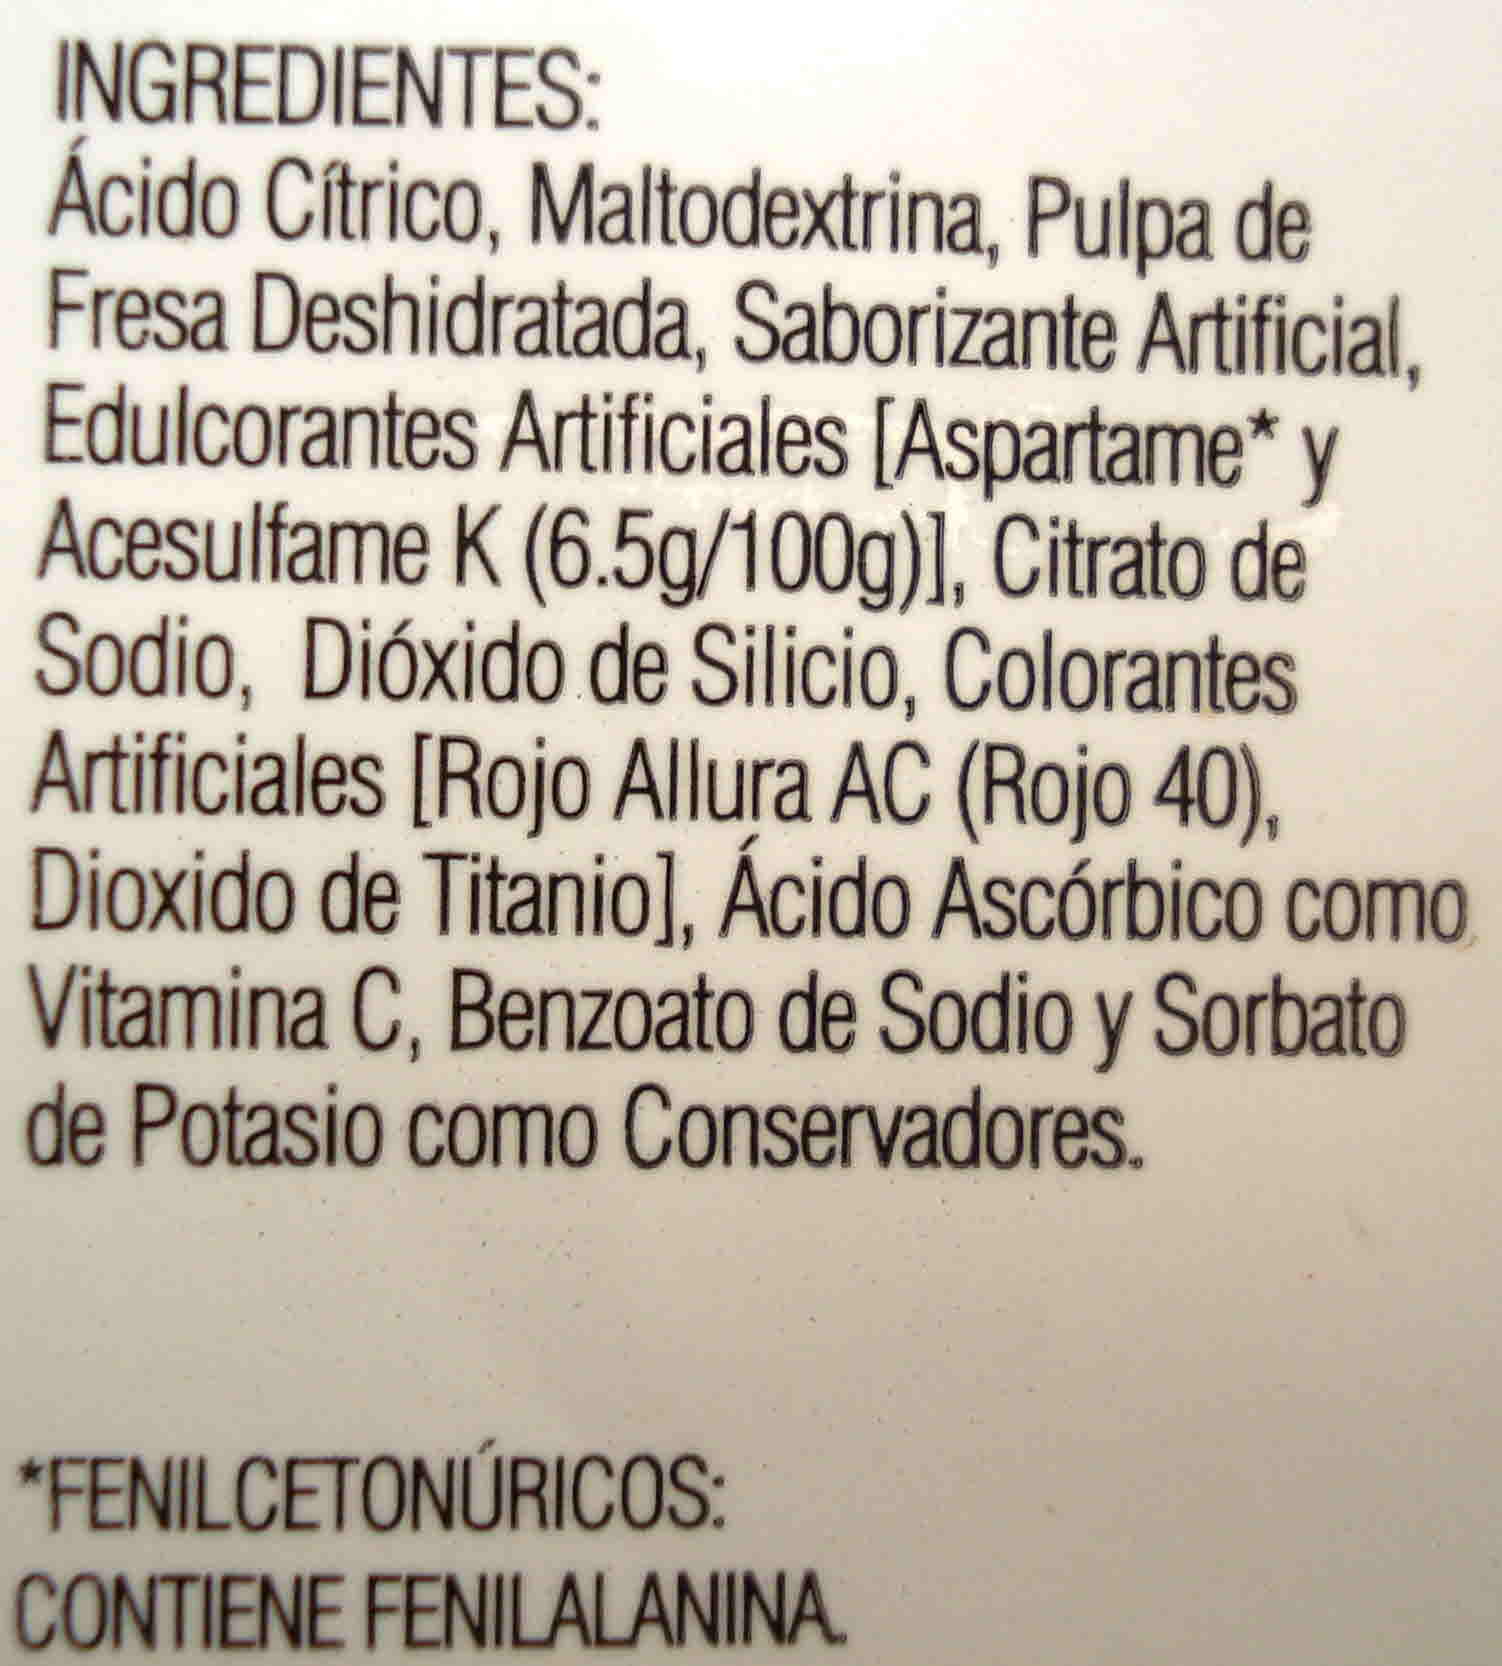 INGREDIENTES:
Ácido Cítrico, Maltodextrina, Pulpa de
Fresa Deshidratada, Saborizante Artificial,
Edulcorantes Artificiales [Aspartame* y
Acesulfame K (6.5g/100g)], Citrato de
Sodio, Dióxido de Silicio, Colorantes
Artificiales [Rojo Allura AC (Rojo 40),
Dioxido de Titanio], Ácido Ascórbico como
Vitamina C, Benzoato de Sodio y Sorbato
de Potasio como Conservadores.
*FENILCETONÚRICOS:
CONTIENE FENILALANINA.